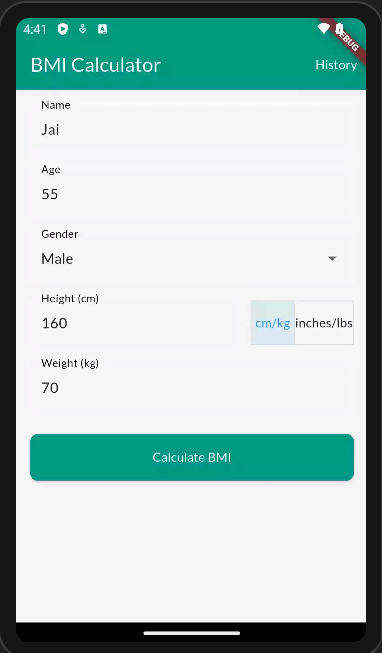 4:41
DEBUG
BMI Calculator
History
Name
Jai
Age
55
Gender
Male
Height (cm)
160
cm/kg inches/lbs
Weight (kg)
70
Calculate BMI